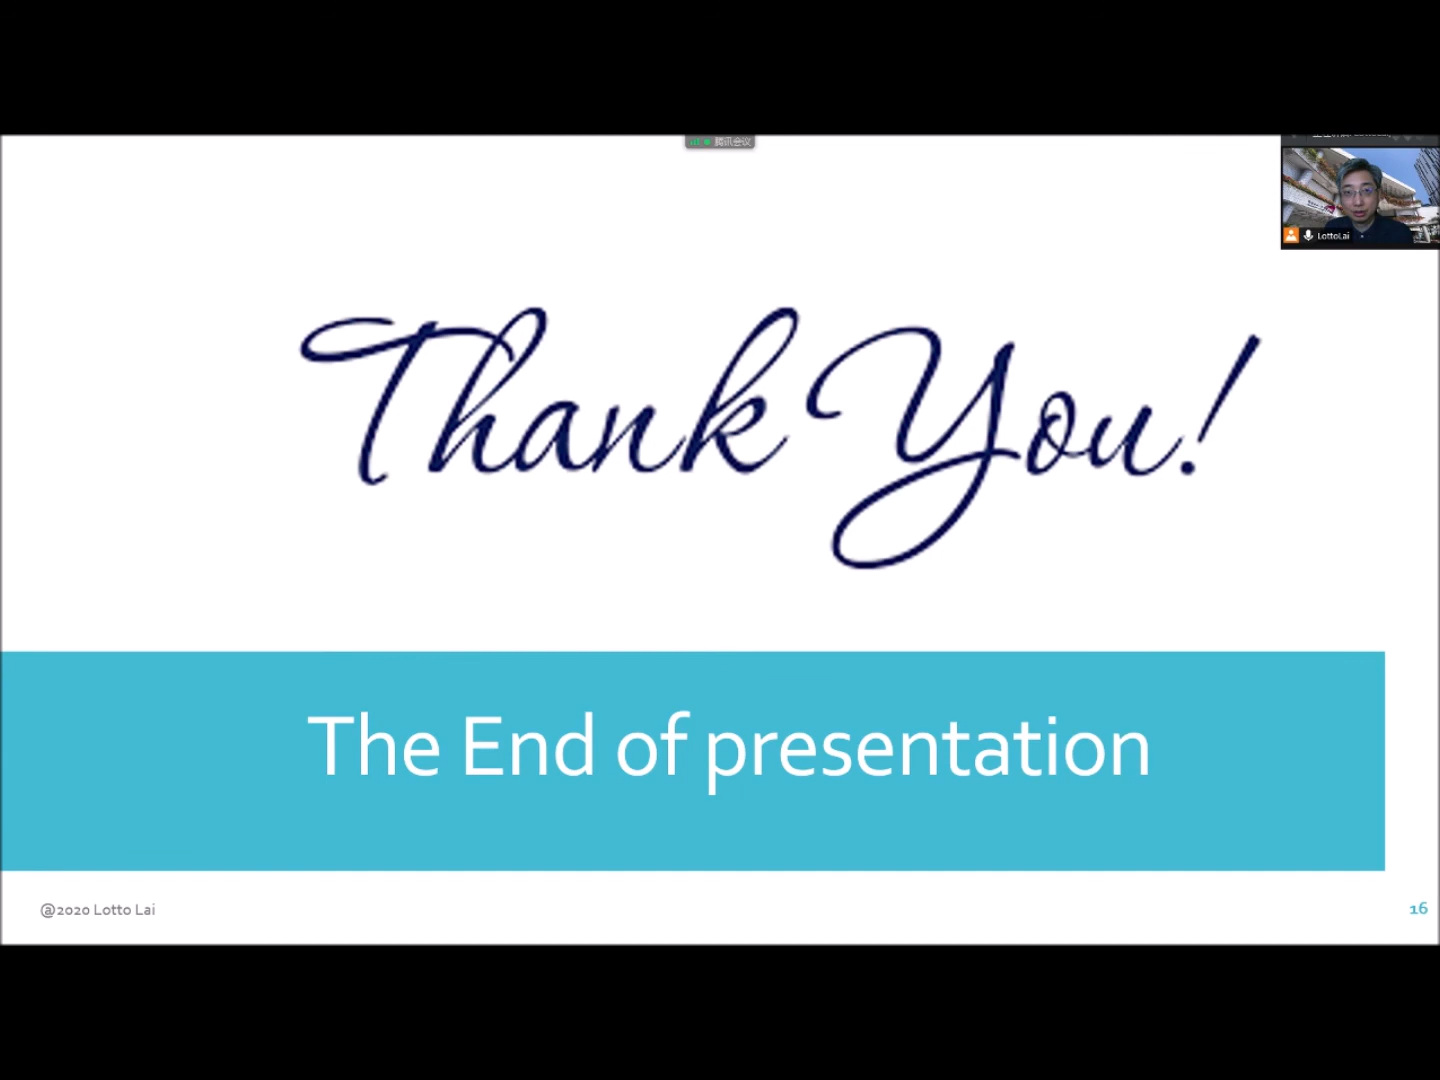 腾讯会议
LottoLai
Thank You!
The End of presentation
@2020 Lotto Lai
16